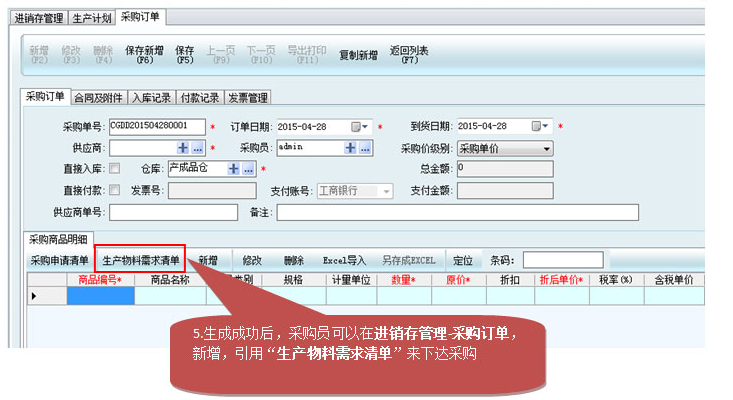 进销存管理 生产计划 采购订单
新增 修改 删除 保存新增 保存 上一页 下一页 导出打印 复制新增 返回列表
(F2) (F3) (F4) (F6) (F5) (F9) (F10) (F11) (F7)
采购订单 合同及附件 入库记录 付款记录 发票管理
采购单号: CGDD201504280001 * 订单日期: 2015-04-28 * 到货日期: 2015-04-28 *
供应商: * 采购员: admin 采购价级别: 采购单价
直接入库: 仓库: 产成品仓 * 总金额: 0
直接付款: 发票号: 支付账号: 工商银行 支付金额:
供应商单号: 备注:
采购商品明细
采购申请清单 生产物料需求清单 新增 修改 删除 Excel导入 另存成EXCEL 定位 条码:
商品编号* 商品名称 类别 规格 计量单位 数量* 原价* 折扣 折后单价* 税率(%) 含税单价
5.生成成功后，采购员可以在进销存管理-采购订单，
新增，引用“生产物料需求清单”来下达采购